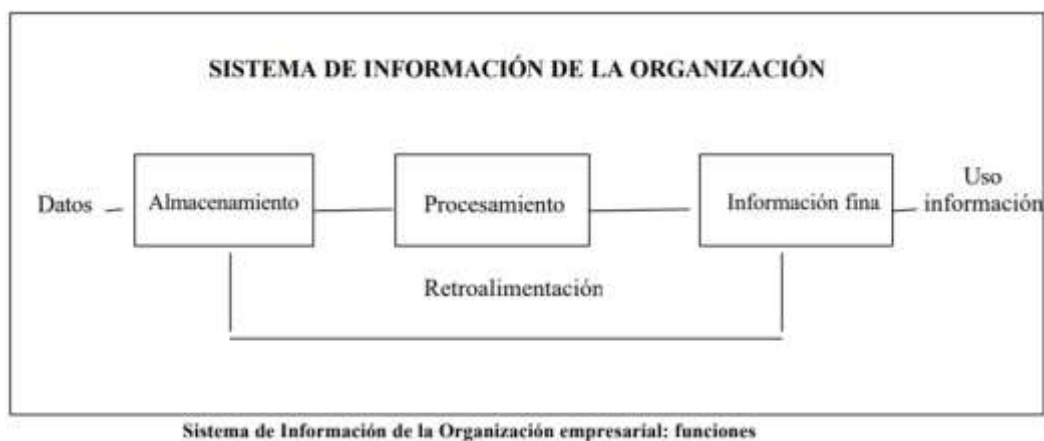 SISTEMA DE INFORMACIÓN DE LA ORGANIZACIÓN
Datos
Almacenamiento
Procesamiento
Información fina
Uso
información
Retroalimentación
Sistema de Información de la Organización empresarial: funciones